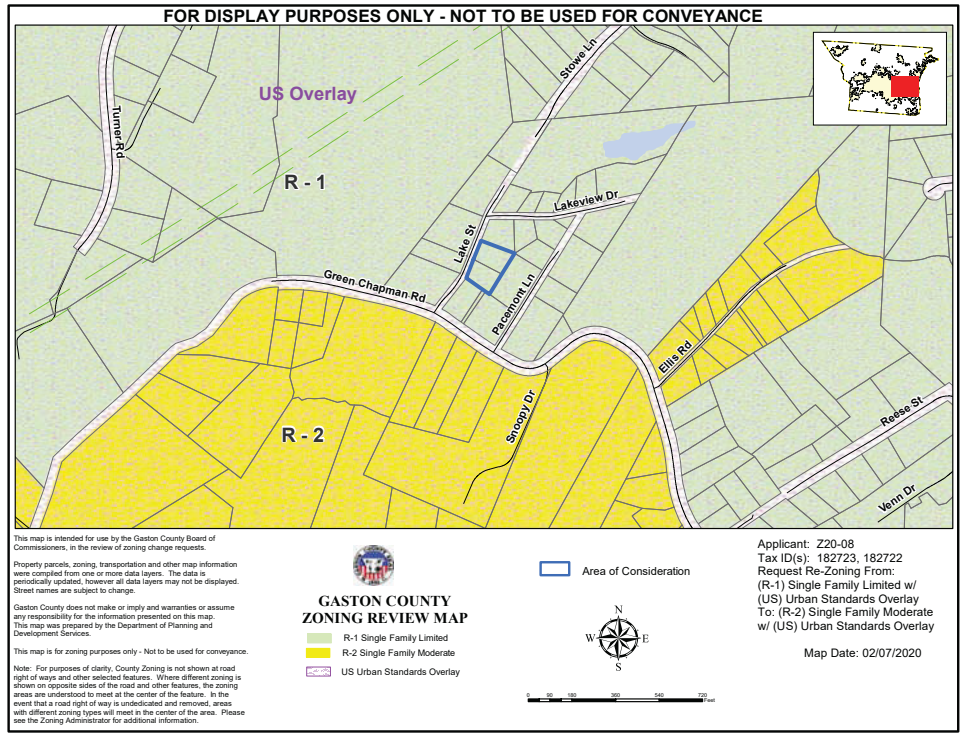 FOR DISPLAY PURPOSES ONLY - NOT TO BE USED FOR CONVEYANCE
US Overlay
Stowe Ln
Turner Rd
R - 1
Lakeview Dr
Lake St
Green Chapman Rd
Pacemont Ln
Ellis Rd
Snoopy Dr
R - 2
Reese St
Venn Dr
This map is intended for use by the Gaston County Board of
Commissioners, in the review of zoning change requests.
Property parcels, zoning, transportation and other map information
were compiled from one or more data layers. The data is
periodically updated, however all data layers may not be displayed.
Street names are subject to change.
Gaston County does not make or imply and warranties or assume
any responsibility for the information presented on this map.
This map was prepared by the Department of Planning and
Development Services.
This map is for zoning purposes only - Not to be used for conveyance.
Note: For purposes of clarity, County Zoning is not shown at road
right of ways and other selected features. Where different zoning is
shown on opposite sides of the road and other features, the zoning
areas are understood to meet at the center of the feature. In the
event that a road right of way is undedicated and removed, areas
with different zoning types will meet in the center of the area. Please
see the Zoning Administrator for additional information.
GASTON COUNTY
ZONING REVIEW MAP
R-1 Single Family Limited
R-2 Single Family Moderate
US Urban Standards Overlay
Area of Consideration
N
W E
S
0 90 180 360 540 720
Feet
Applicant: Z20-08
Tax ID(s): 182723, 182722
Request Re-Zoning From:
(R-1) Single Family Limited w/
(US) Urban Standards Overlay
To: (R-2) Single Family Moderate
w/ (US) Urban Standards Overlay
Map Date: 02/07/2020